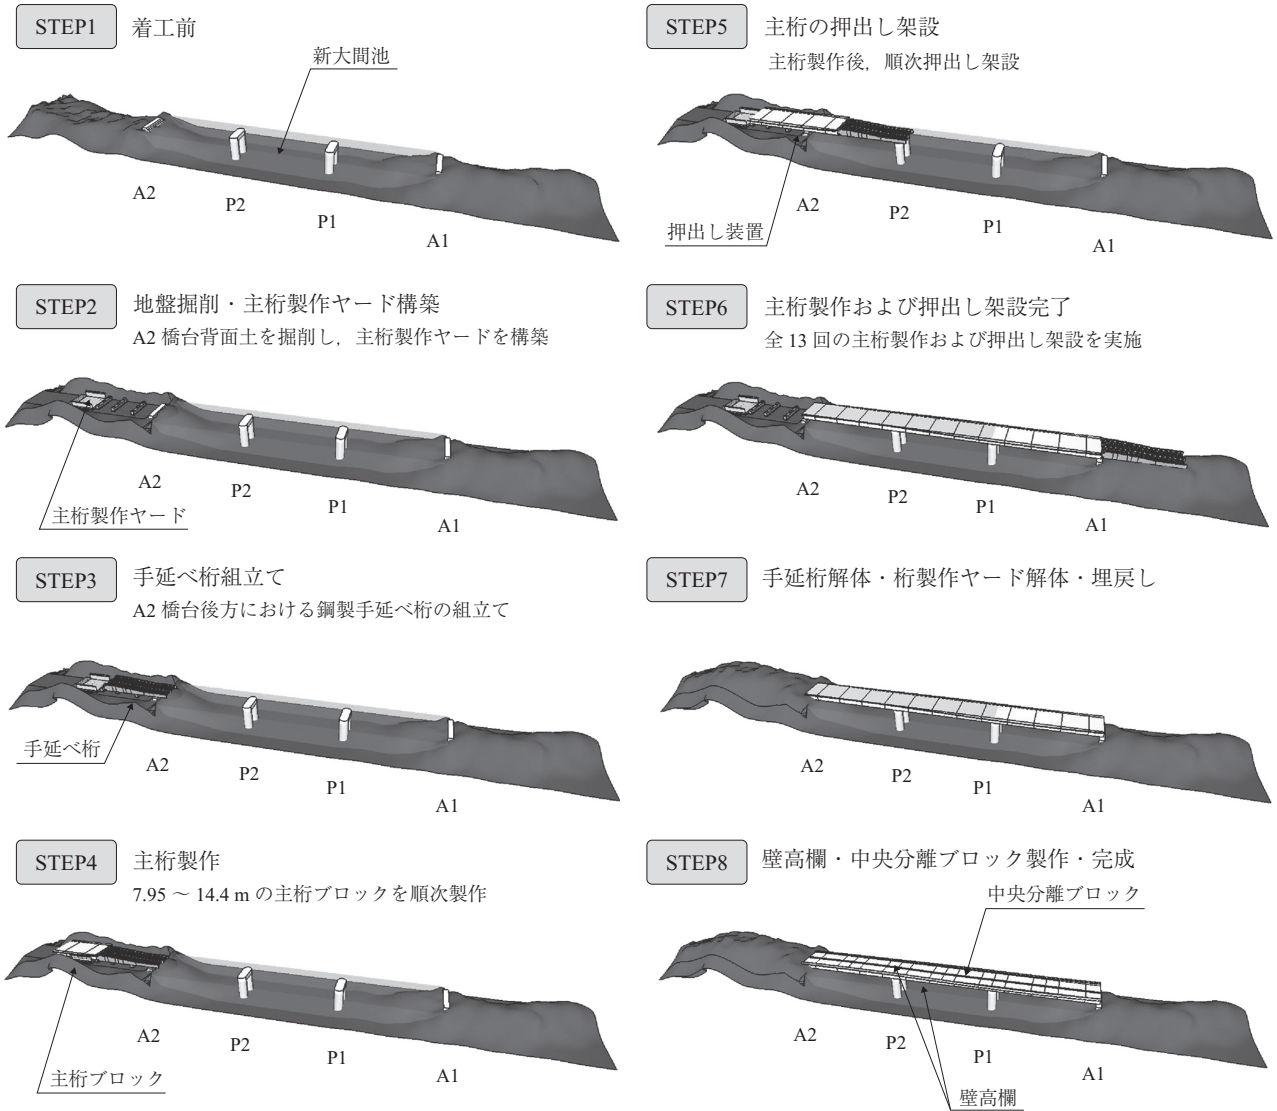 STEP1 着工前
新大間池
A2
P2
P1
A1
STEP2 地盤掘削・主桁製作ヤード構築
A2 橋台背面土を掘削し，主桁製作ヤードを構築
A2
P2
P1
A1
主桁製作ヤード
STEP3 手延べ桁組立て
A2 橋台後方における鋼製手延べ桁の組立て
手延べ桁
A2
P2
P1
A1
STEP4 主桁製作
7.95 ～ 14.4 m の主桁ブロックを順次製作
A2
P2
P1
A1
主桁ブロック
STEP5 主桁の押出し架設
主桁製作後，順次押出し架設
A2
P2
P1
A1
押出し装置
STEP6 主桁製作および押出し架設完了
全 13 回の主桁製作および押出し架設を実施
A2
P2
P1
A1
STEP7 手延桁解体・桁製作ヤード解体・埋戻し
A2
P2
P1
A1
STEP8 壁高欄・中央分離ブロック製作・完成
中央分離ブロック
A2
P2
P1
A1
壁高欄